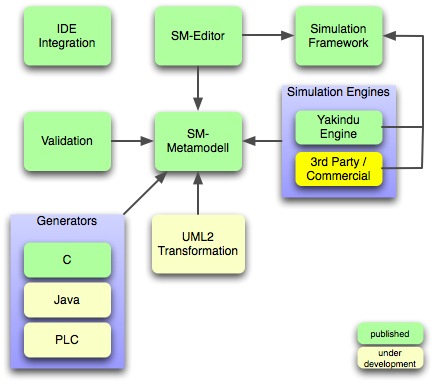 IDE
Integration
SM-Editor
Simulation
Framework
Simulation Engines
Yakindu
Engine
3rd Party /
Commercial
Validation
SM-
Metamodell
Generators
C
Java
PLC
UML2
Transformation
published
under
development